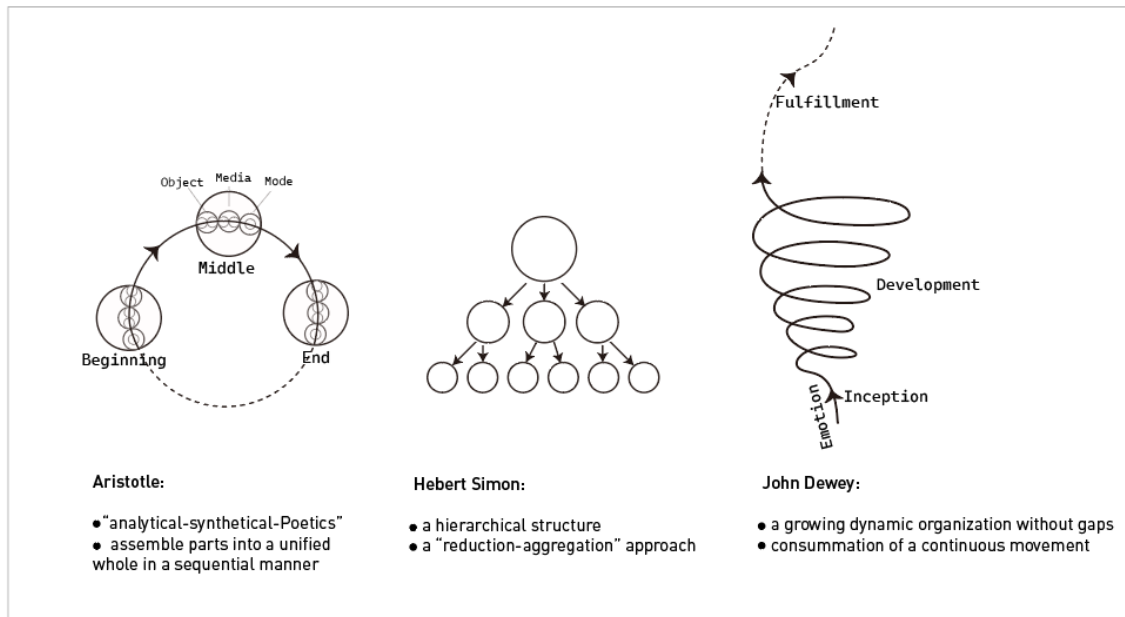 Object
Media
Mode
Middle
Beginning
End
Fulfillment
Development
Inception
Emotion
Aristotle:
●“analytical-synthetical-Poetics”
● assemble parts into a unified
whole in a sequential manner
Hebert Simon:
● a hierarchical structure
● a “reduction-aggregation” approach
John Dewey:
● a growing dynamic organization without gaps
● consummation of a continuous movement